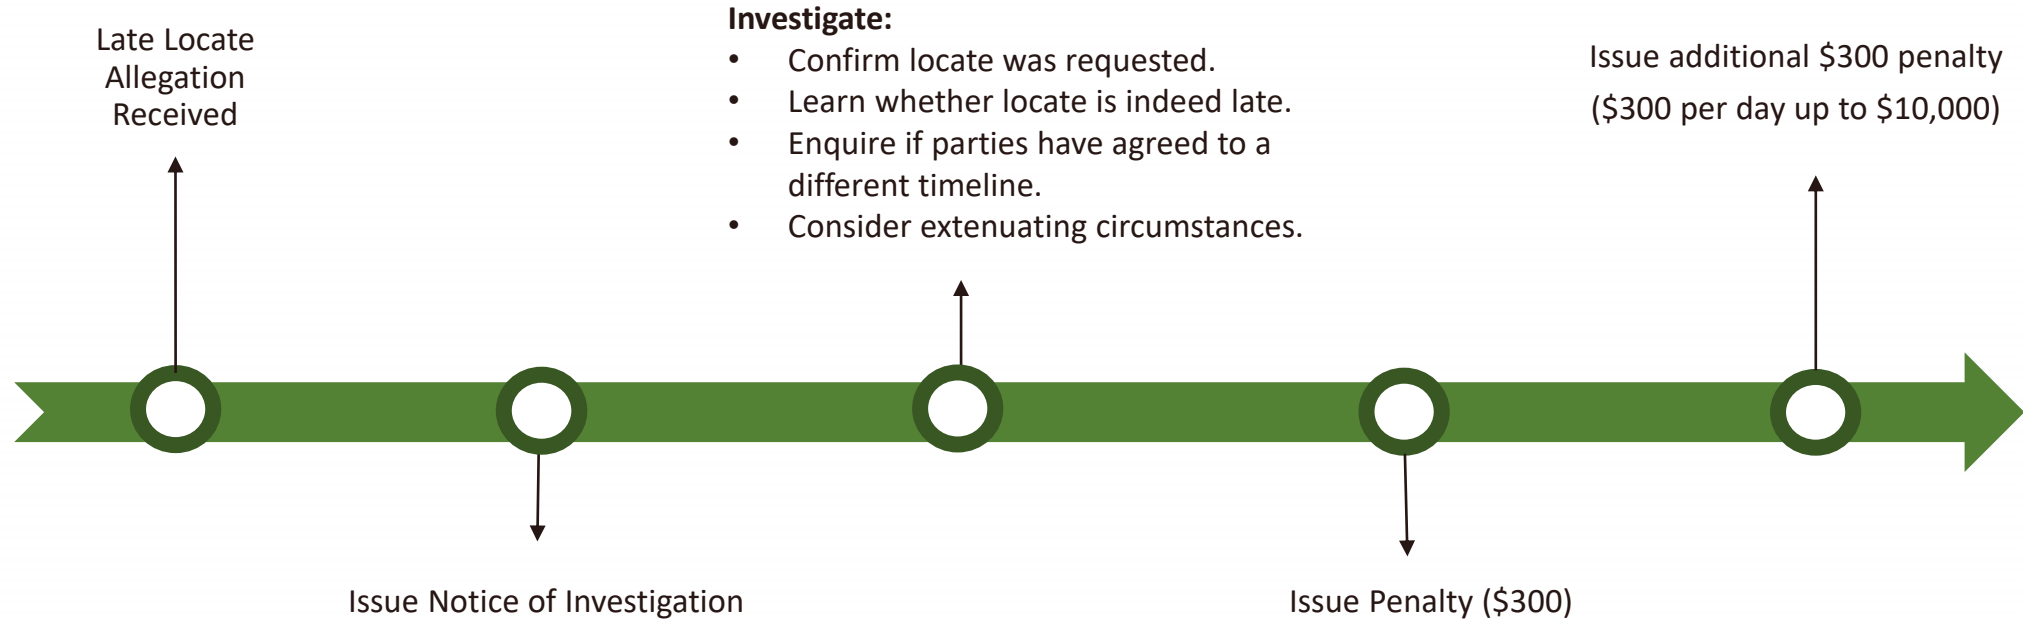 Late Locate
Allegation
Received
Issue Notice of Investigation
Investigate:
• Confirm locate was requested.
• Learn whether locate is indeed late.
• Enquire if parties have agreed to a
different timeline.
• Consider extenuating circumstances.
Issue Penalty ($300)
Issue additional $300 penalty
($300 per day up to $10,000)